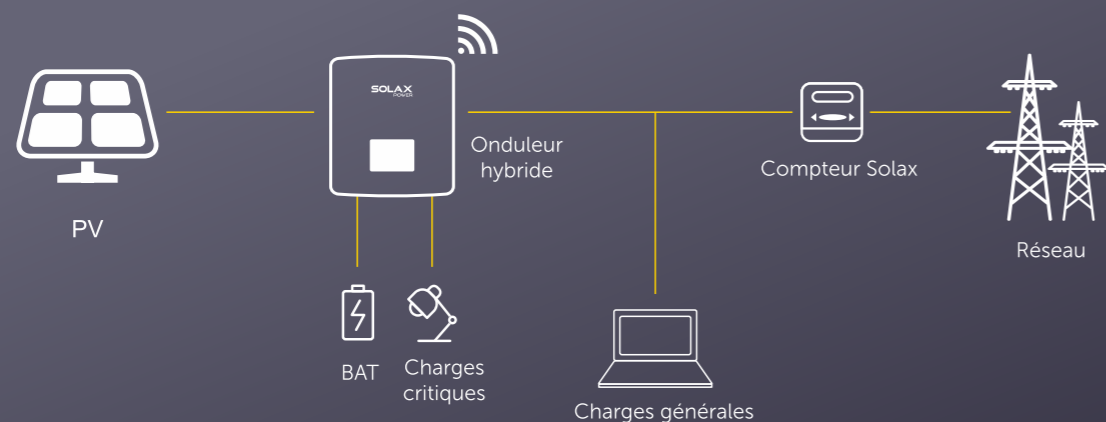 SOLAX
POWER
Onduleur
hybride
Compteur Solax
PV
Réseau
BAT
Charges
critiques
Charges générales